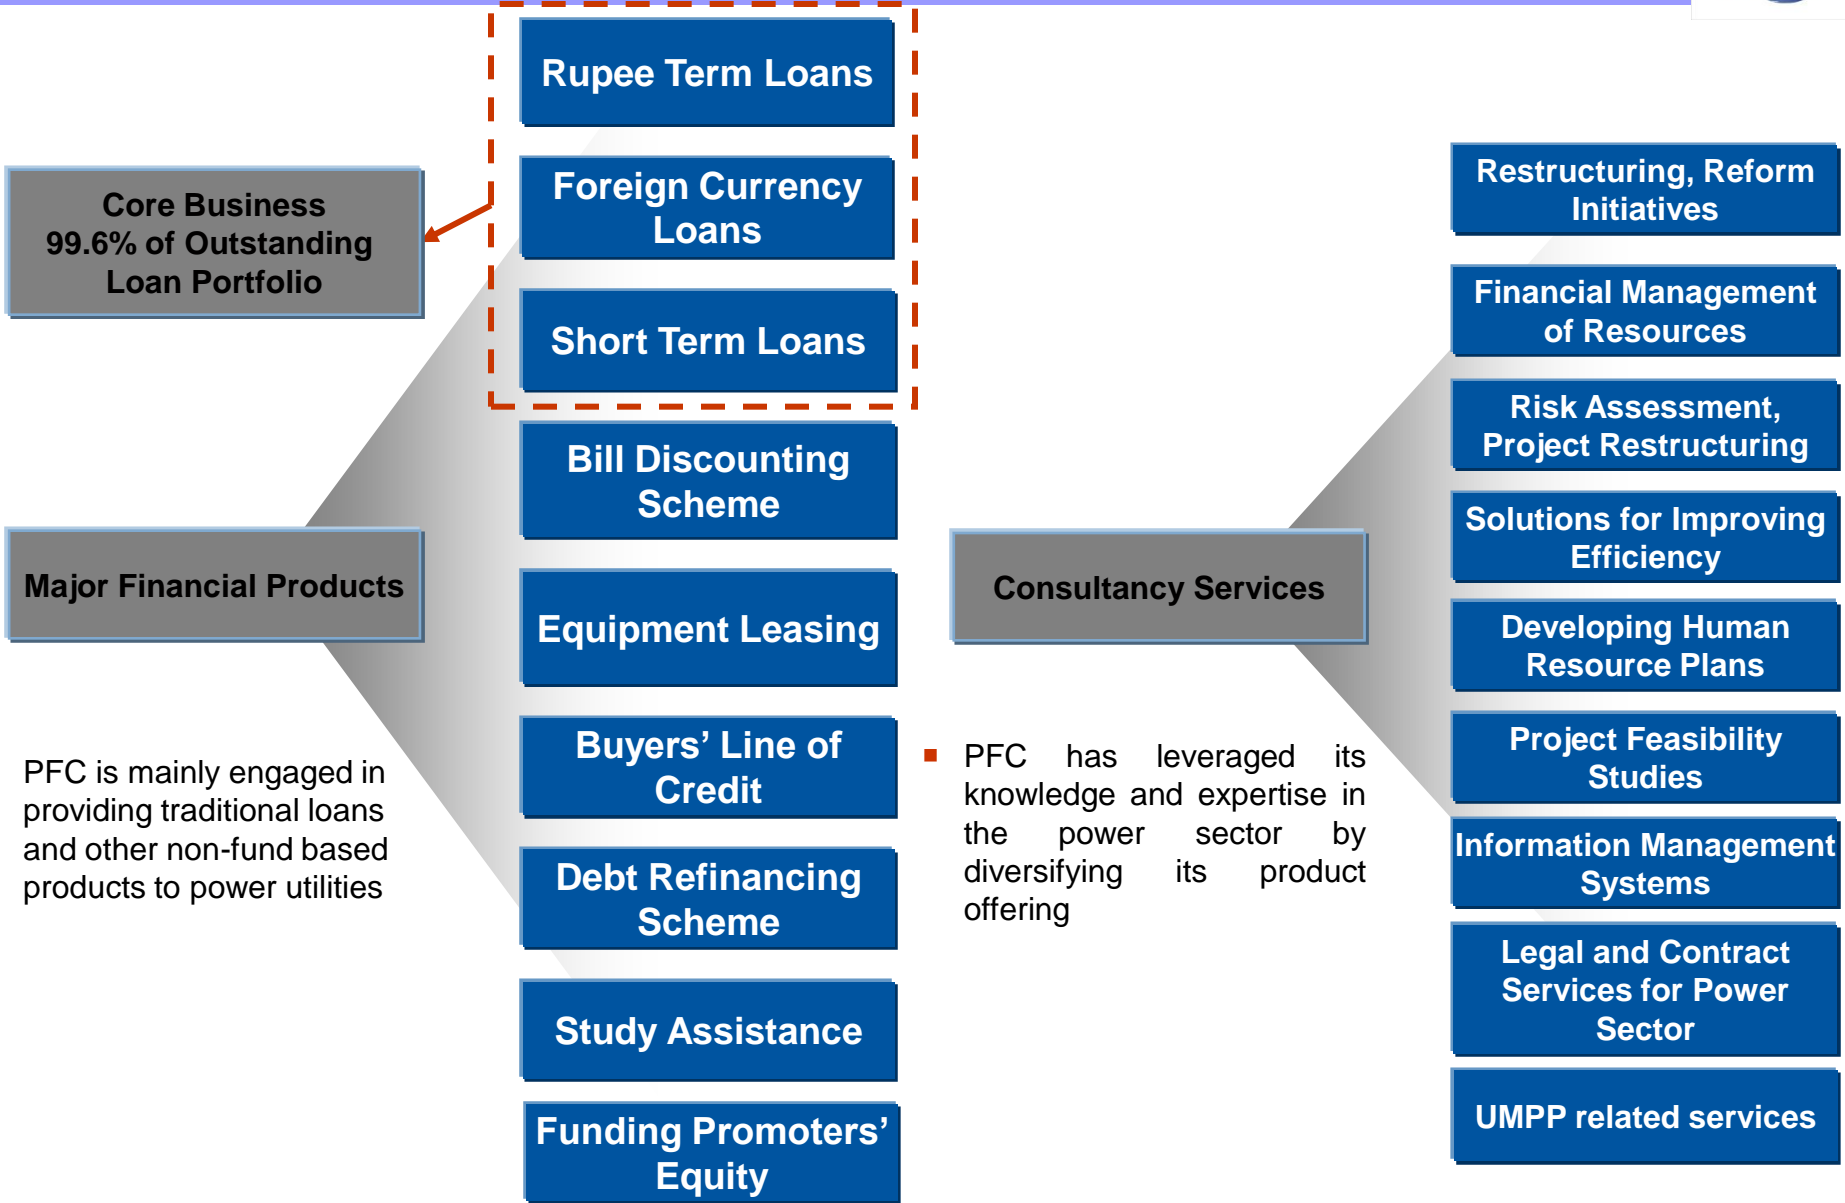 Rupee Term Loans
Foreign Currency
Loans
Short Term Loans
Core Business
99.6% of Outstanding
Loan Portfolio
Bill Discounting
Scheme
Major Financial Products
Equipment Leasing
Buyers’ Line of
Credit
Debt Refinancing
Scheme
Study Assistance
Funding Promoters’
Equity
PFC is mainly engaged in
providing traditional loans
and other non-fund based
products to power utilities
Consultancy Services
PFC has leveraged its
knowledge and expertise in
the power sector by
diversifying its product
offering
Restructuring, Reform
Initiatives
Financial Management
of Resources
Risk Assessment,
Project Restructuring
Solutions for Improving
Efficiency
Developing Human
Resource Plans
Project Feasibility
Studies
Information Management
Systems
Legal and Contract
Services for Power
Sector
UMPP related services